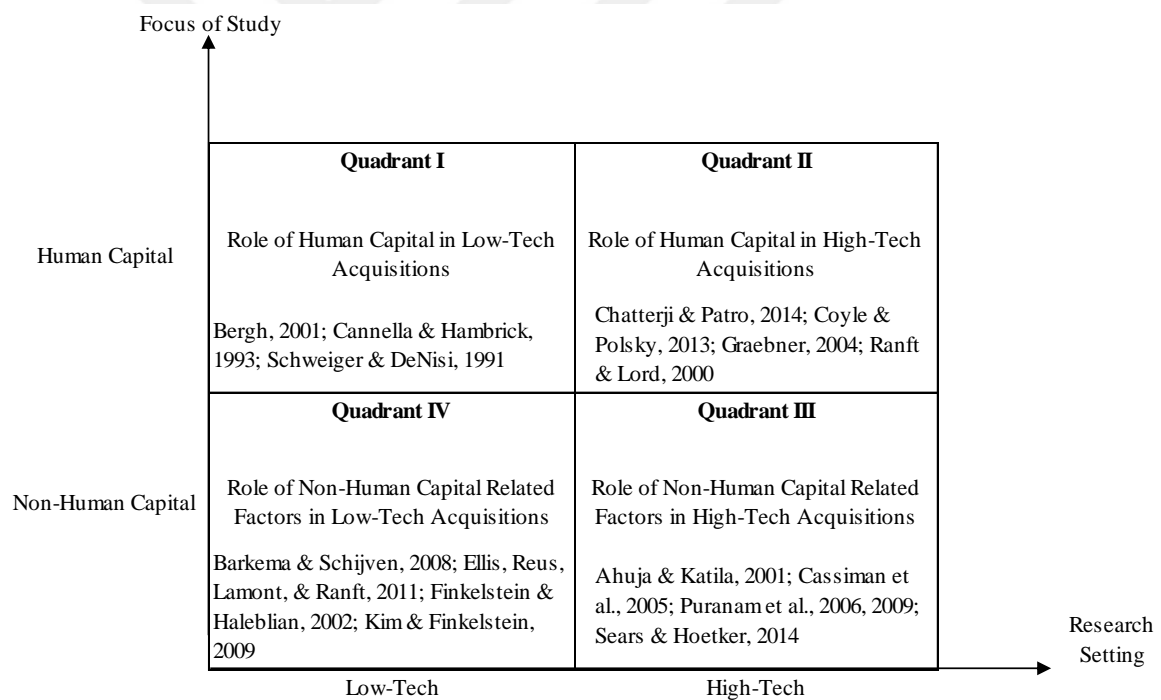 Focus of Study
Human Capital
Quadrant I
Role of Human Capital in Low-Tech
Acquisitions
Bergh, 2001; Cannella & Hambrick,
1993; Schweiger & DeNisi, 1991
Quadrant II
Role of Human Capital in High-Tech
Acquisitions
Chatterji & Patro, 2014; Coyle &
Polsky, 2013; Graebner, 2004; Ranft
& Lord, 2000
Non-Human Capital
Quadrant IV
Role of Non-Human Capital Related
Factors in Low-Tech Acquisitions
Barkema & Schijven, 2008; Ellis, Reus,
Lamont, & Ranft, 2011; Finkelstein &
Haleblian, 2002; Kim & Finkelstein,
2009
Quadrant III
Role of Non-Human Capital Related
Factors in High-Tech Acquisitions
Ahuja & Katila, 2001; Cassiman et
al., 2005; Puranam et al., 2006, 2009;
Sears & Hoetker, 2014
Research
Setting
Low-Tech
High-Tech